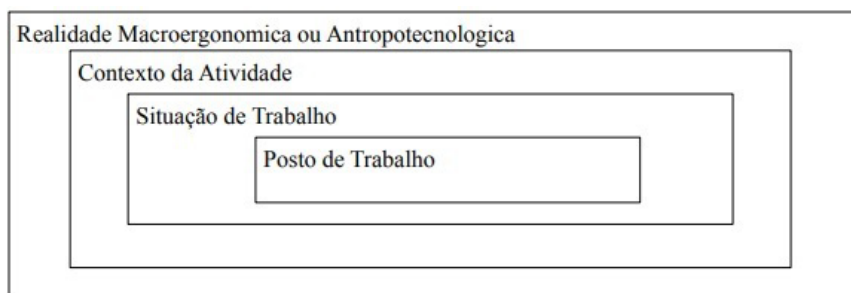 Realidade Macroergonomica ou Antropotecnologica
Contexto da Atividade
Situação de Trabalho
Posto de Trabalho